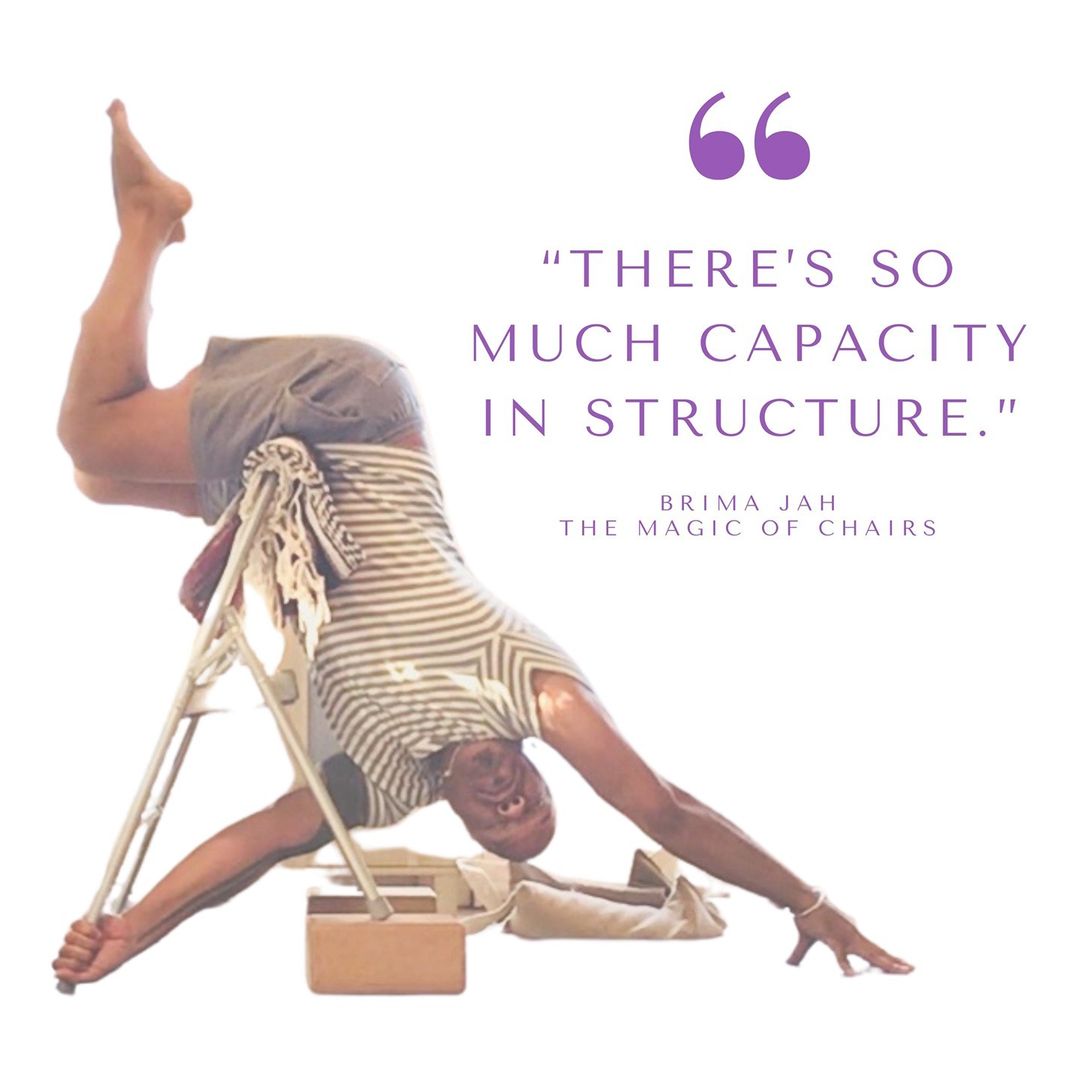 “
“THERE'S SO
MUCH CAPACITY
IN STRUCTURE."
BRIMA JAH
THE MAGIC OF CHAIRS